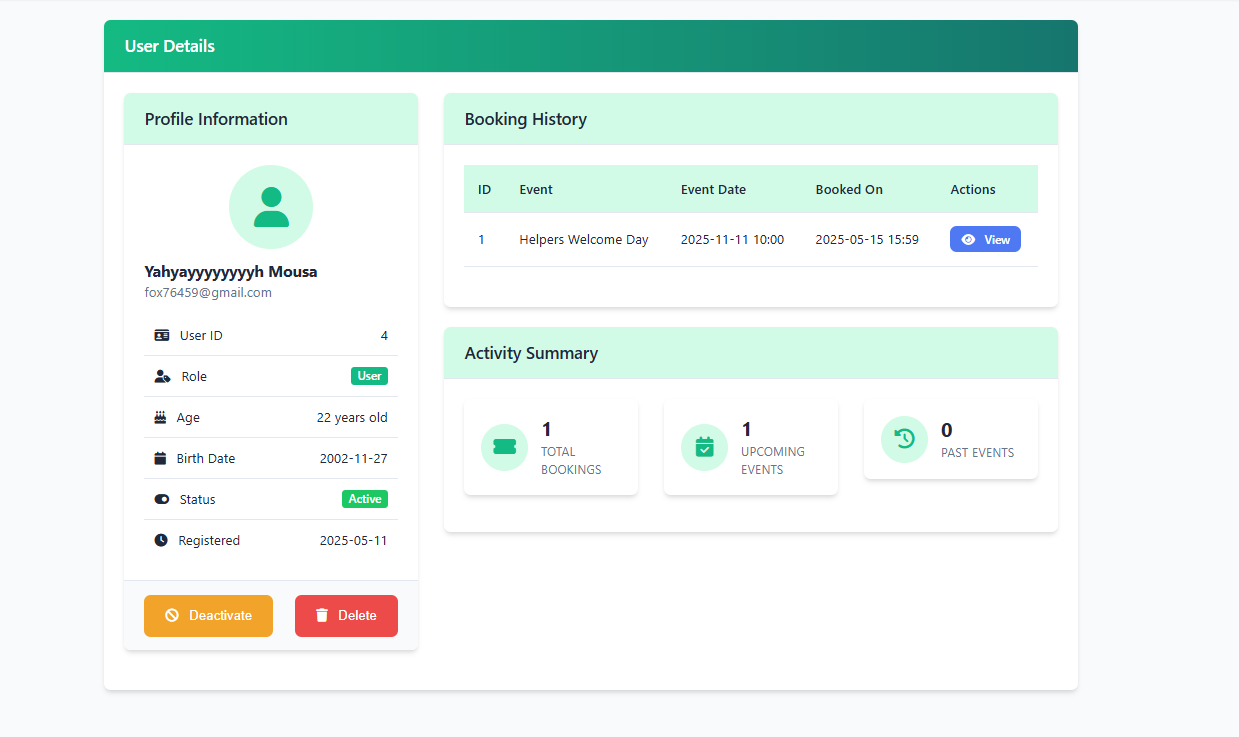 User Details
Profile Information
Yahyayyyyyyyh Mousa
fox76459@gmail.com
User ID 4
Role User
Age 22 years old
Birth Date 2002-11-27
Status Active
Registered 2025-05-11
Deactivate Delete
Booking History
ID Event Event Date Booked On Actions
1 Helpers Welcome Day 2025-11-11 10:00 2025-05-15 15:59 View
Activity Summary
1
TOTAL
BOOKINGS
1
UPCOMING
EVENTS
0
PAST EVENTS